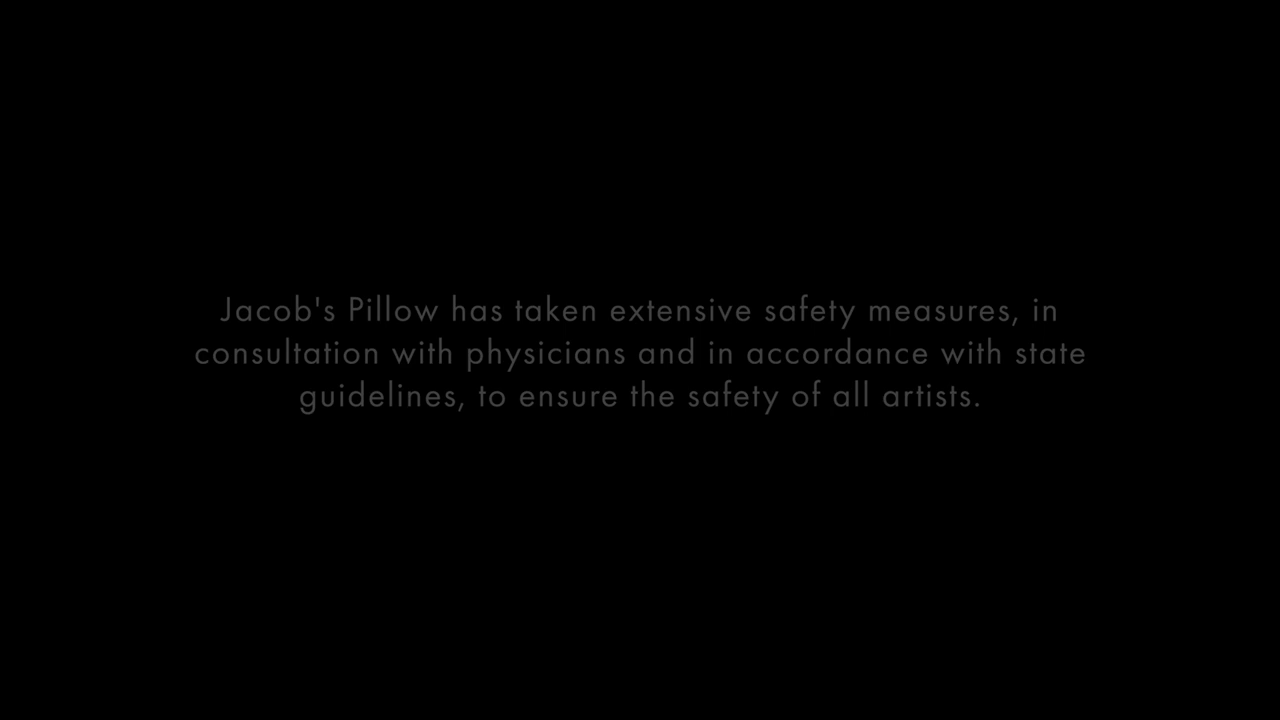 Jacob's Pillow has taken extensive safety measures, in
consultation with physicians and in accordance with state
guidelines, to ensure the safety of all artists.